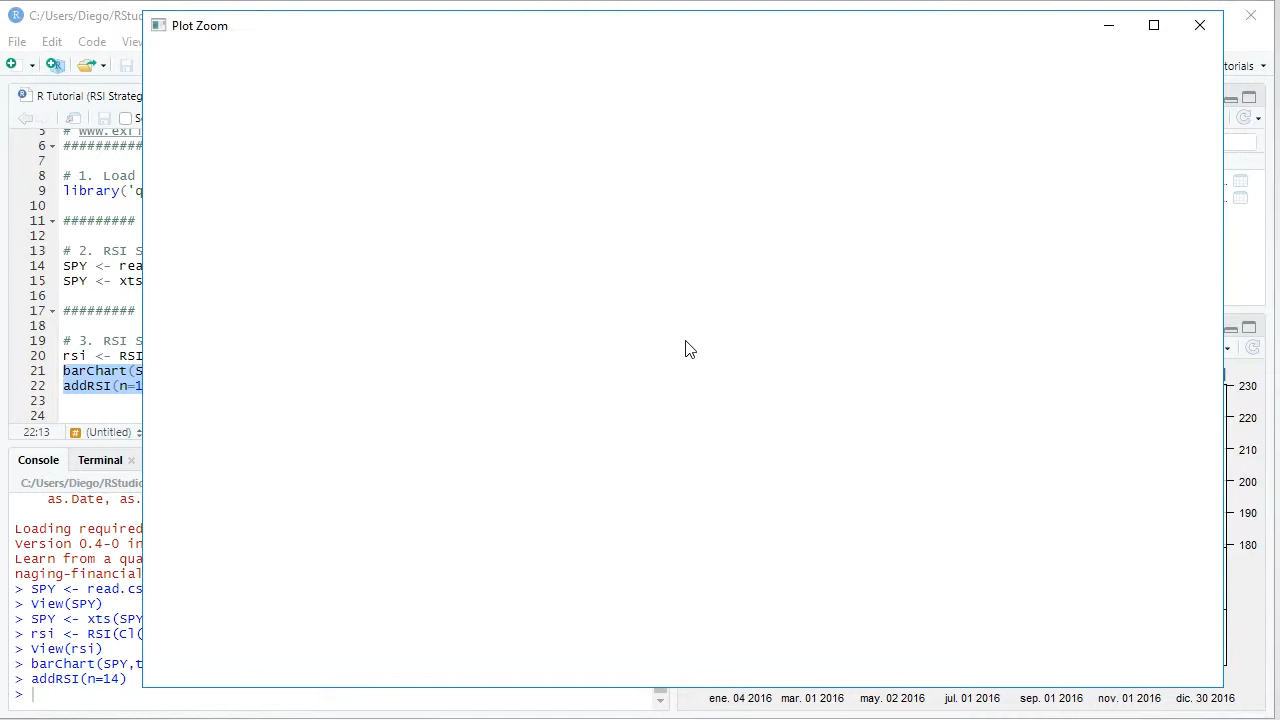 C:/Users/Diego/RStu
Plot Zoom
File Edit Code Vie
torials
R Tutorial (RSI Strateg
S
5 # www.exfi
6 ##########
7
8 # 1. Load
9 library('q
10
11 #########
12
13 # 2. RSI S
14 SPY <- rea
15 SPY <- xts
16
17 #########
18
19 # 3. RSI S
20 rsi <- RSI
21 barChart(S
22 addRSI(n=1
23
24
22:13 # (Untitled)
Console Terminal
C:/Users/Diego/RStudio
as.Date, as.
Loading required
version 0.4-0 in
Learn from a qua
naging-financial
> SPY <- read.cs
> View(SPY)
> SPY <- xts(SPY
> rsi <- RSI(Cl(
> View(rsi)
> barChart(SPY,t
> addRSI(n=14)
>
230
220
210
200
190
180
ene. 04 2016 mar. 01 2016 may. 02 2016 jul. 01 2016 sep. 01 2016 nov. 01 2016 dic. 30 2016